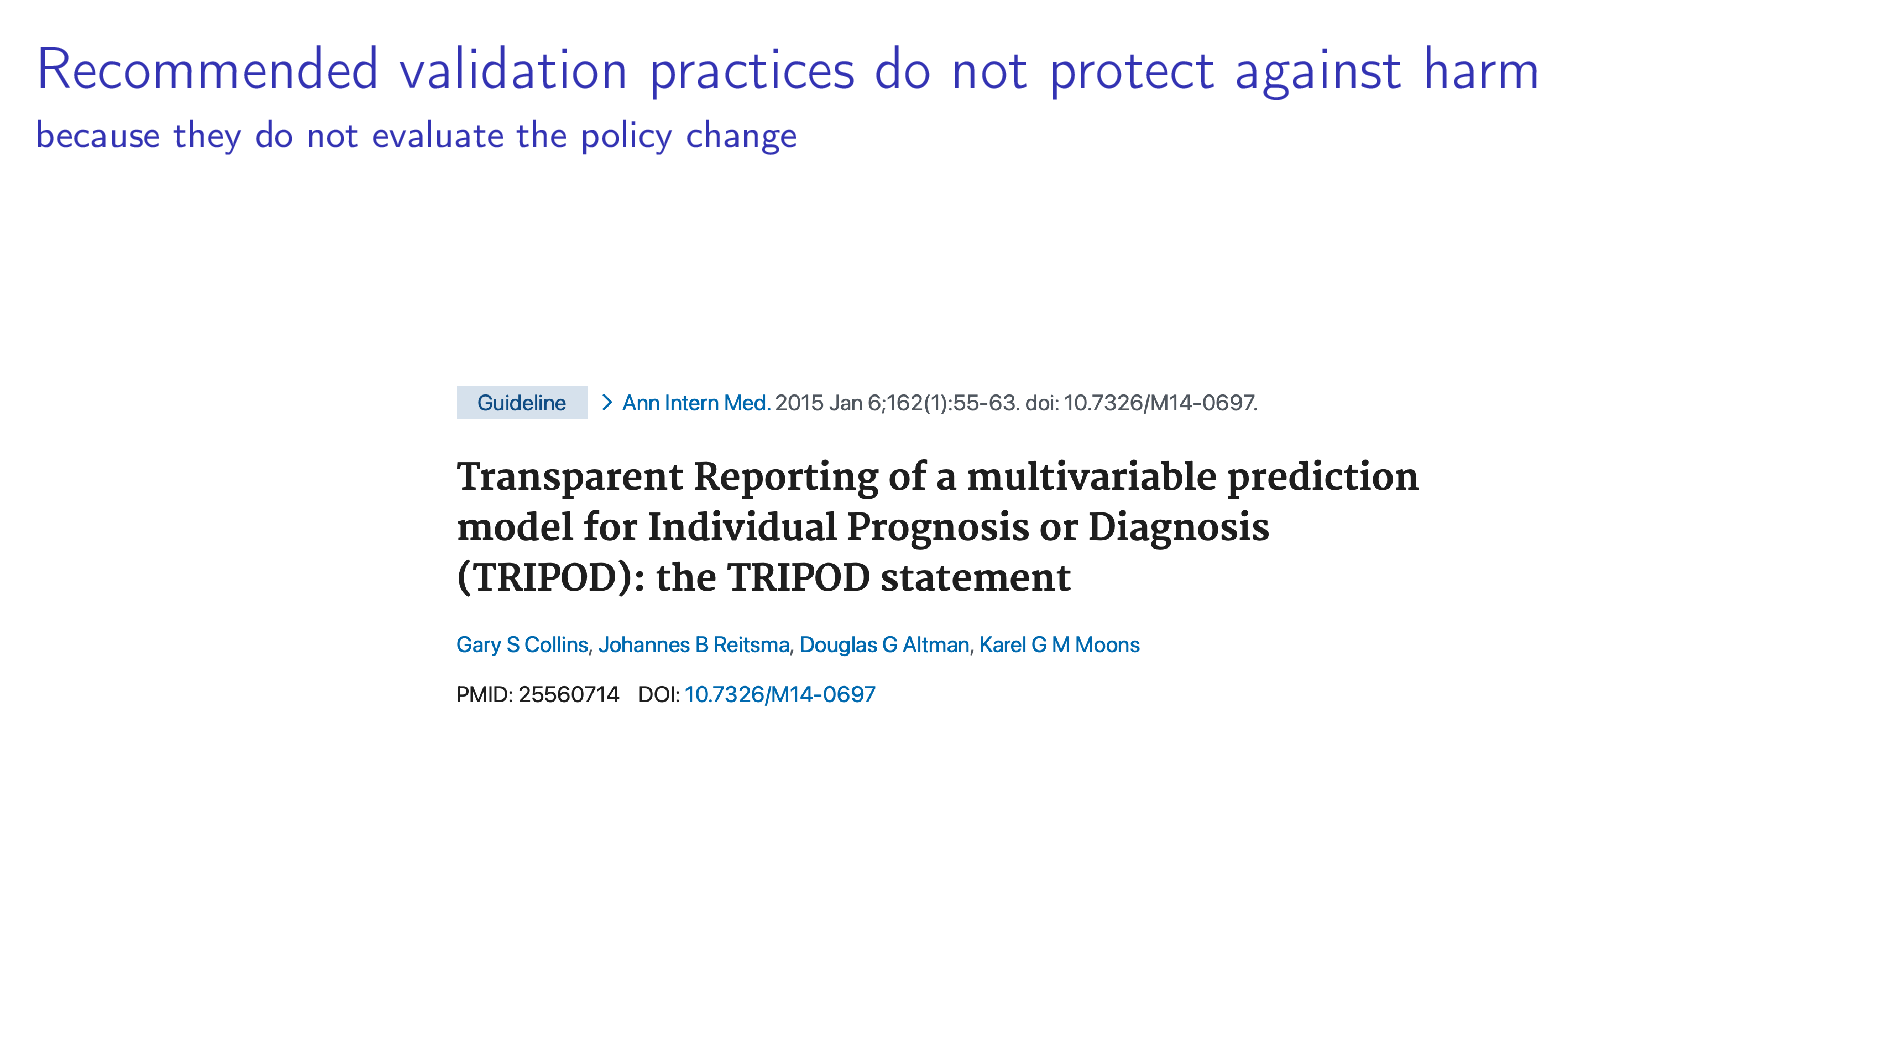 Recommended validation practices do not protect against harm
because they do not evaluate the policy change
Guideline > Ann Intern Med. 2015 Jan 6;162(1):55-63. doi: 10.7326/M14-0697.
Transparent Reporting of a multivariable prediction
model for Individual Prognosis or Diagnosis
(TRIPOD): the TRIPOD statement
Gary S Collins, Johannes B Reitsma, Douglas G Altman, Karel G M Moons
PMID: 25560714 DOI: 10.7326/M14-0697